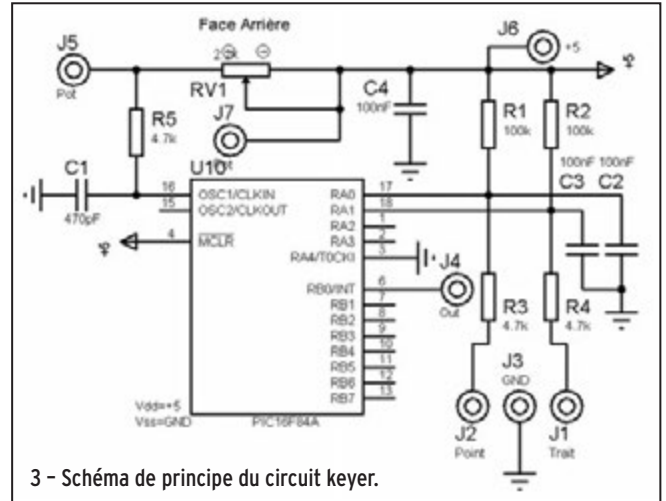 Face Arrière
J5
Pot
RV1
J7
J6
+5
+5
C4
100nF
R1
100k
R2
100k
R5
4.7k
C1
470pF
U10
16
OSC1/CLKIN
15
OSC2/CLKOUT
+5
4
MCLR
RA0
17
RA1
18
RA2
1
RA3
2
RA4/T0CKI
3
RB0/INT
6
RB1
7
RB2
8
RB3
9
RB4
10
RB5
11
RB6
12
RB7
13
J4
Out
100nF 100nF
C3 C2
R3
4.7k
R4
4.7k
J3
GND
J2
Point
J1
Trait
Vdd=+5
Vss=GND
PIC16F84A
3 – Schéma de principe du circuit keyer.